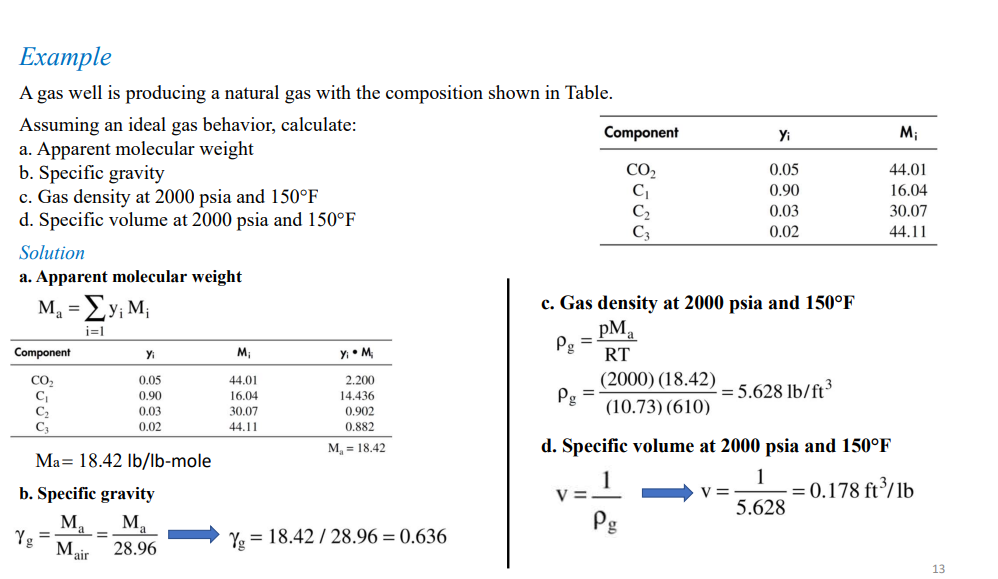 Example
A gas well is producing a natural gas with the composition shown in Table.
Assuming an ideal gas behavior, calculate:
a. Apparent molecular weight
b. Specific gravity
c. Gas density at 2000 psia and 150°F
d. Specific volume at 2000 psia and 150°F
Component yᵢ Mᵢ
CO₂ 0.05 44.01
C₁ 0.90 16.04
C₂ 0.03 30.07
C₃ 0.02 44.11
Solution
a. Apparent molecular weight
Mₐ = ∑ yᵢ Mᵢ
i=1
Component yᵢ Mᵢ yᵢ • Mᵢ
CO₂ 0.05 44.01 2.200
C₁ 0.90 16.04 14.436
C₂ 0.03 30.07 0.902
C₃ 0.02 44.11 0.882
Mₐ = 18.42
Ma= 18.42 lb/lb-mole
b. Specific gravity
γg = Mₐ / Mair = Mₐ / 28.96
γg = 18.42 / 28.96 = 0.636
c. Gas density at 2000 psia and 150°F
ρg = pMₐ / RT
ρg = (2000) (18.42) / (10.73) (610) = 5.628 lb/ft³
d. Specific volume at 2000 psia and 150°F
v = 1 / ρg
v = 1 / 5.628 = 0.178 ft³/lb
13